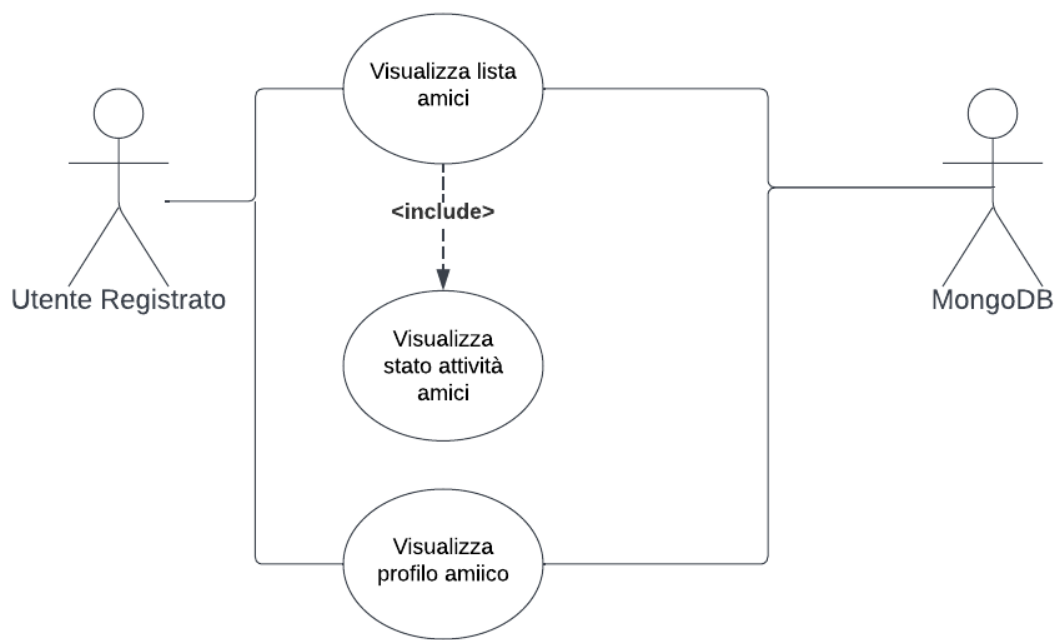 Visualizza lista
amici
<include>
Utente Registrato
MongoDB
Visualizza
stato attività
amici
Visualizza
profilo amiico